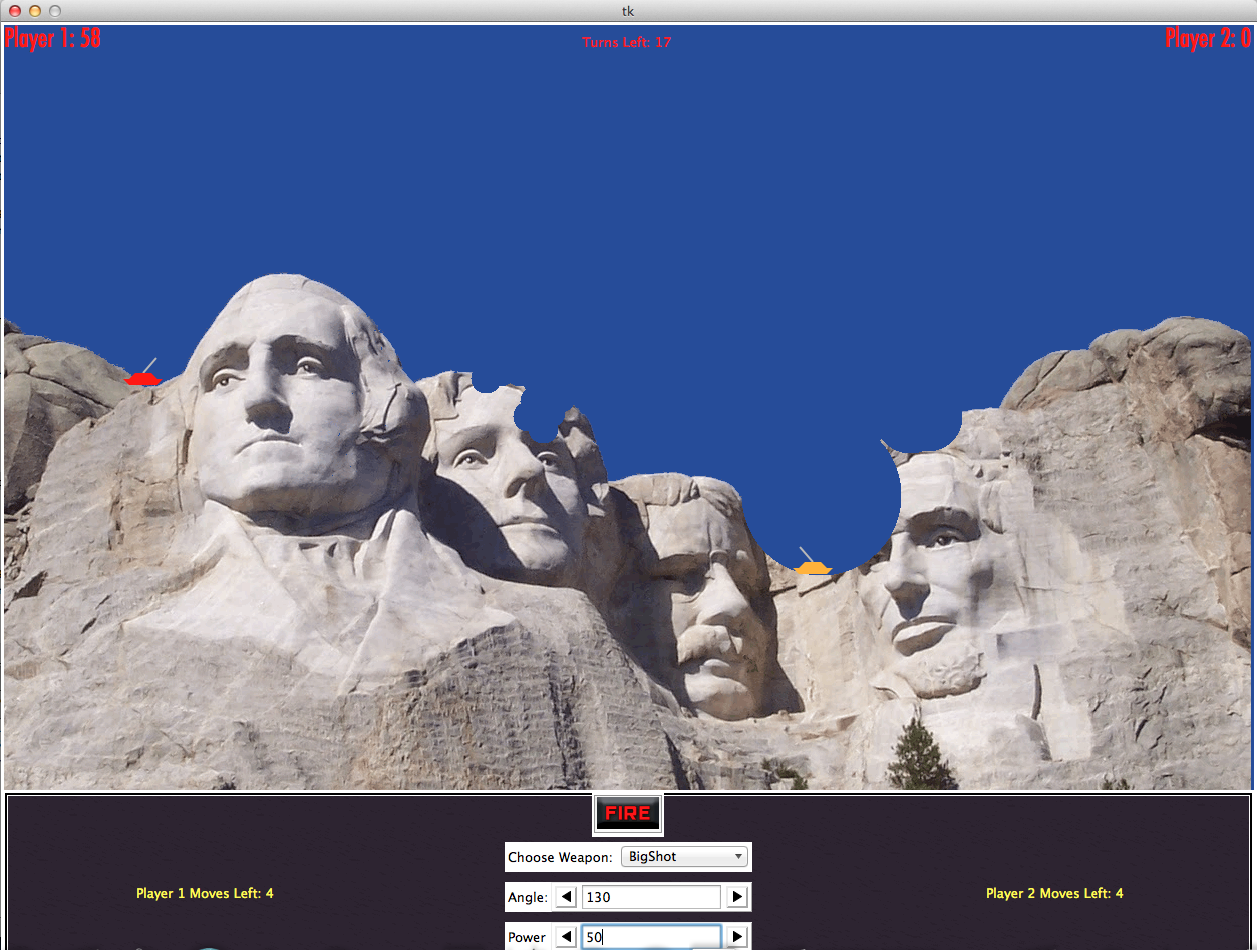 tk
Player 1: 58
Turns Left: 17
Player 2: 0
FIRE
Choose Weapon: BigShot
Angle: 130
Player 1 Moves Left: 4
Player 2 Moves Left: 4
Power 50